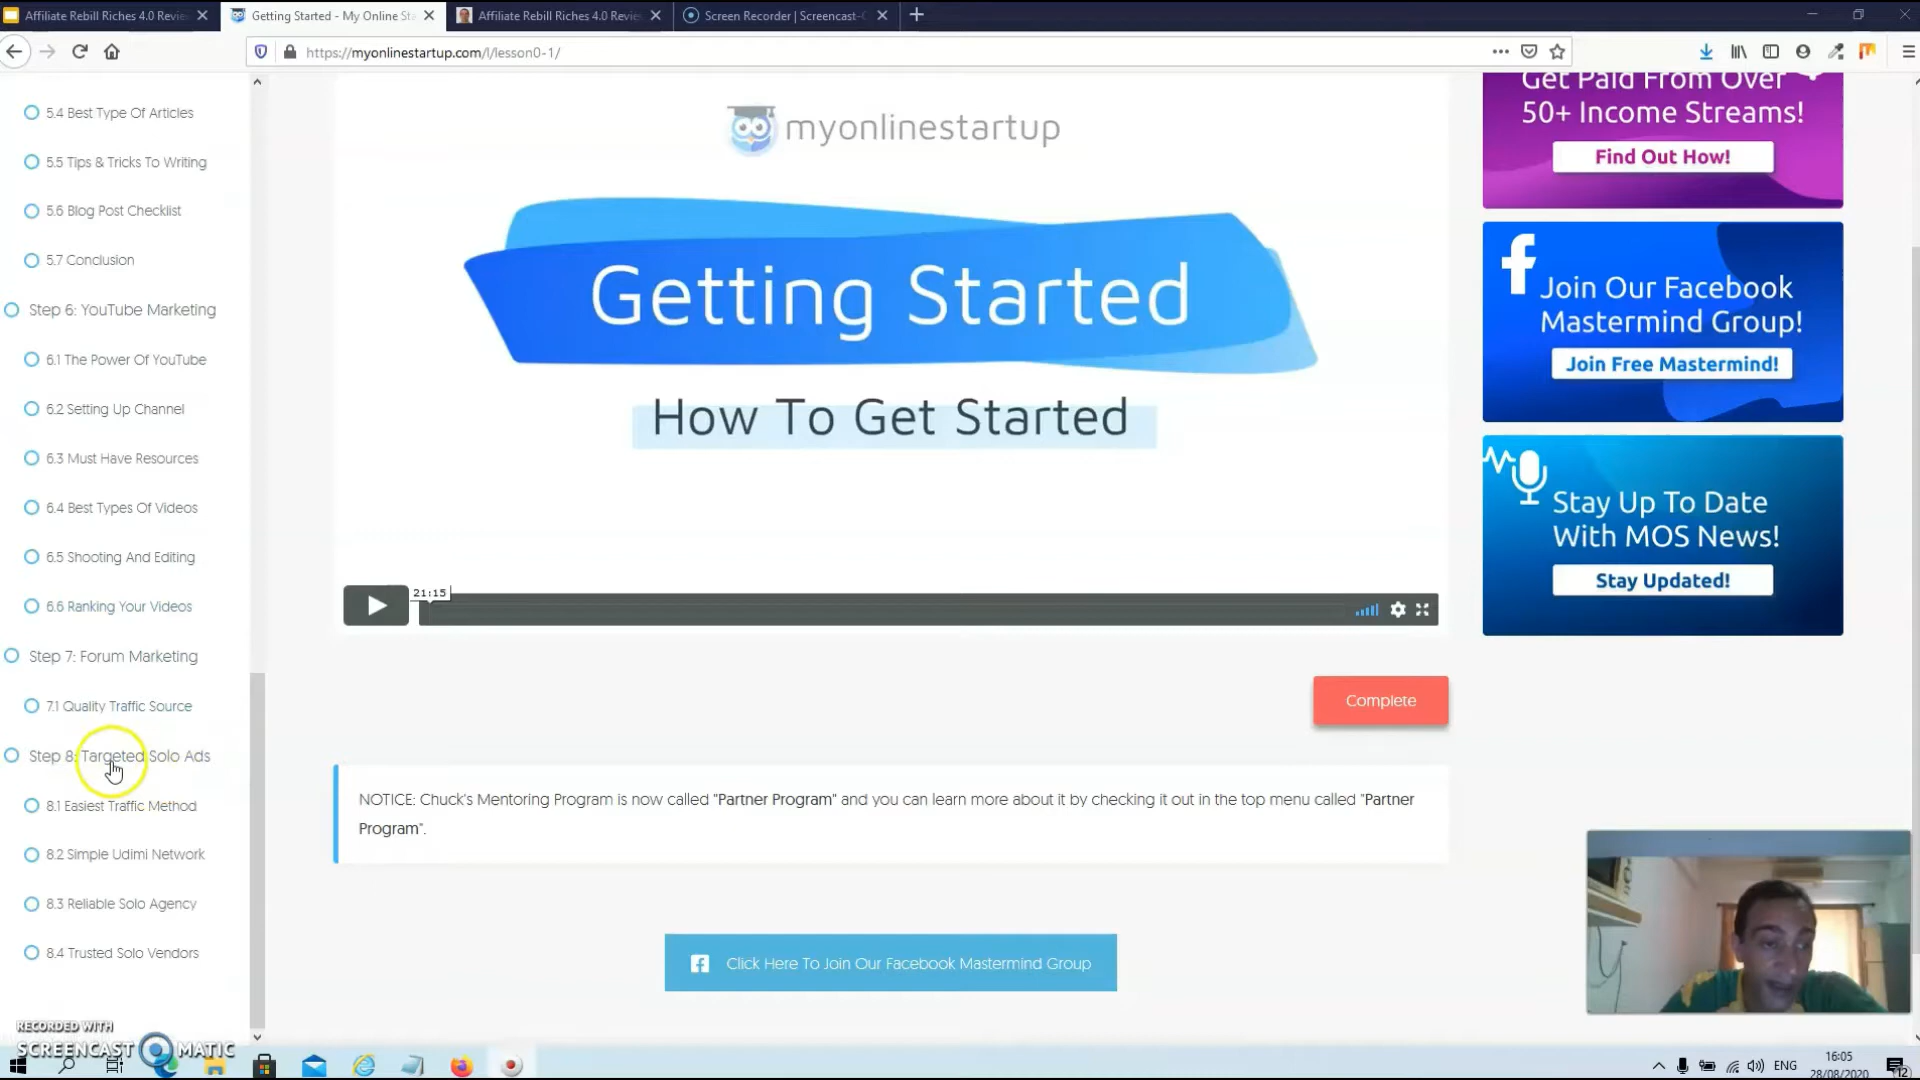 Affiliate Rebill Riches 4.0 Revie
Getting Started - My Online Sta
Affiliate Rebill Riches 4.0 Revie
Screen Recorder | Screencast-O
https://myonlinestartup.com/l/lesson0-1/
5.4 Best Type Of Articles
5.5 Tips & Tricks To Writing
5.6 Blog Post Checklist
5.7 Conclusion
Step 6: YouTube Marketing
6.1 The Power Of YouTube
6.2 Setting Up Channel
6.3 Must Have Resources
6.4 Best Types Of Videos
6.5 Shooting And Editing
6.6 Ranking Your Videos
Step 7: Forum Marketing
7.1 Quality Traffic Source
Step 8: Targeted Solo Ads
8.1 Easiest Traffic Method
8.2 Simple Udimi Network
8.3 Reliable Solo Agency
8.4 Trusted Solo Vendors
myonlinestartup
Getting Started
How To Get Started
21:15
Complete
NOTICE: Chuck's Mentoring Program is now called "Partner Program" and you can learn more about it by checking it out in the top menu called "Partner
Program".
Click Here To Join Our Facebook Mastermind Group
Get Paid From Over
50+ Income Streams!
Find Out How!
Join Our Facebook
Mastermind Group!
Join Free Mastermind!
Stay Up To Date
With MOS News!
Stay Updated!
RECORDED WITH
SCREENCAST MATIC
ENG
16:05
28/08/2020
12